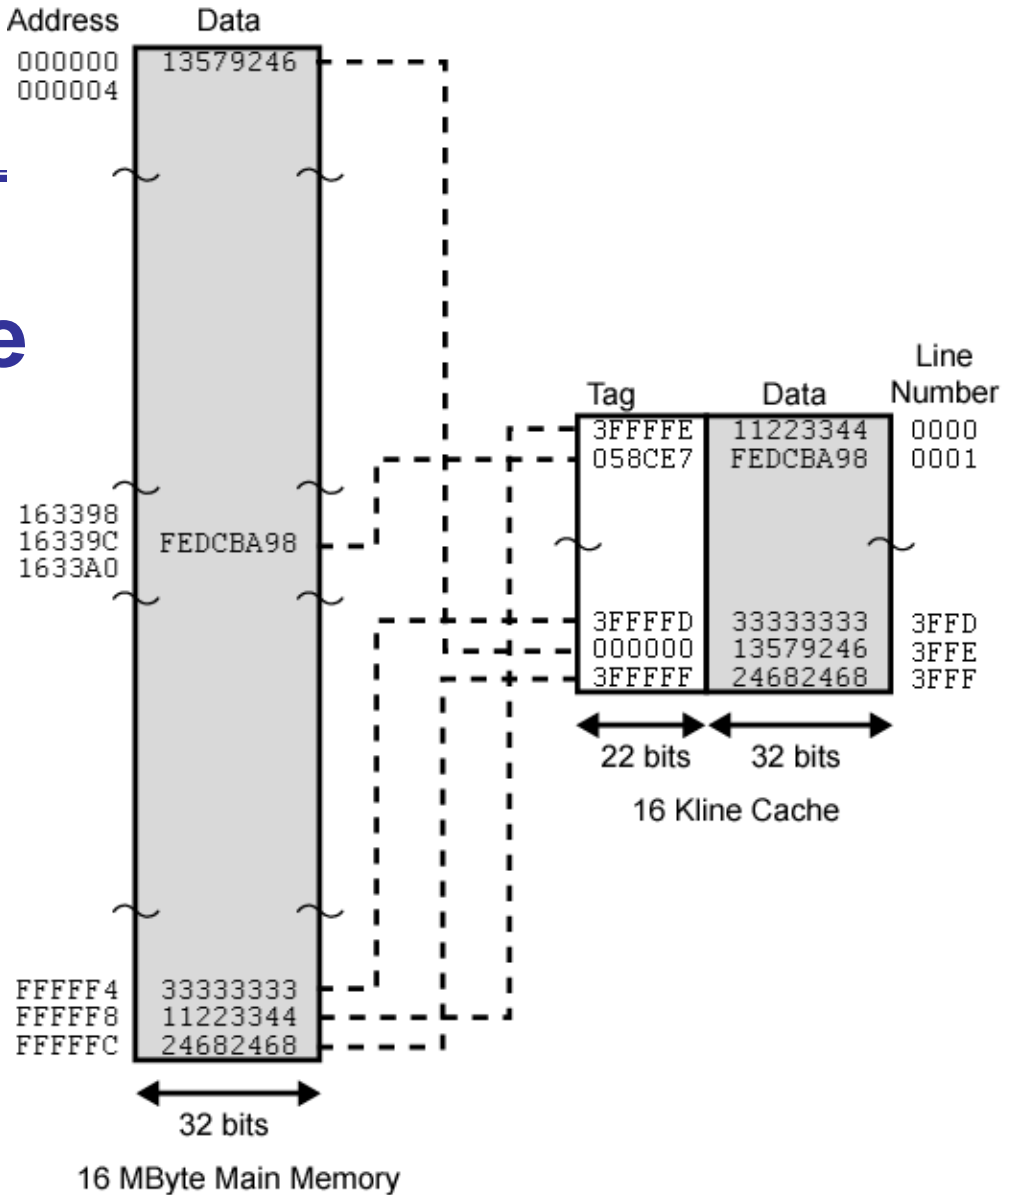 Address Data
000000 13579246
000004
e
Line
Number
Tag Data
3FFFFE 11223344 0000
058CE7 FEDCBA98 0001
163398
16339C FEDCBA98
1633A0
3FFFFD 33333333 3FFD
000000 13579246 3FFE
3FFFFF 24682468 3FFF
22 bits 32 bits
16 Kline Cache
FFFFF4 33333333
FFFFF8 11223344
FFFFFC 24682468
32 bits
16 MByte Main Memory